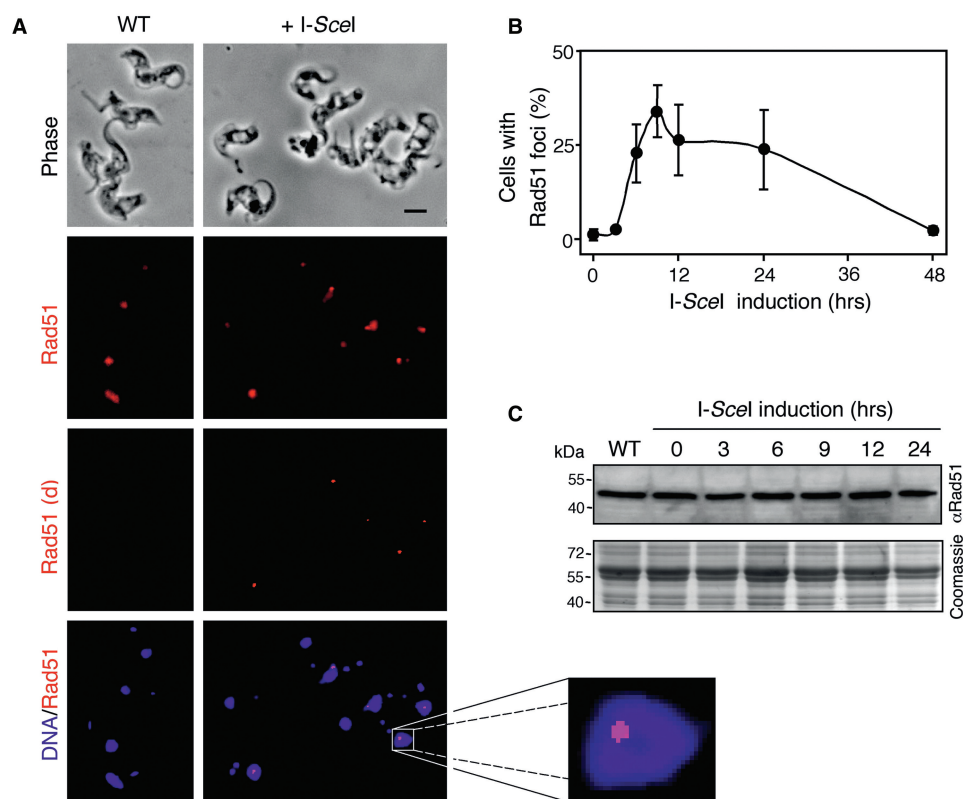 A
WT
+ I-SceI
Phase
Rad51
Rad51 (d)
DNA/Rad51
B
Cells with
Rad51 foci (%)
50
25
0
0 12 24 36 48
I-SceI induction (hrs)
C
I-SceI induction (hrs)
kDa WT 0 3 6 9 12 24
55-
40-
αRad51
72-
55-
40-
Coomassie